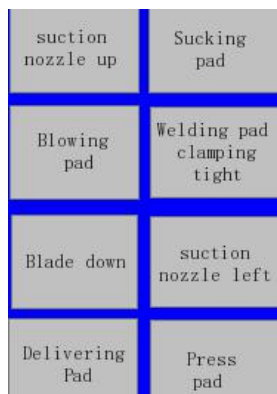 suction
nozzle up
Sucking
pad
Blowing
pad
Welding pad
clamping
tight
Blade down
suction
nozzle left
Delivering
Pad
Press
pad